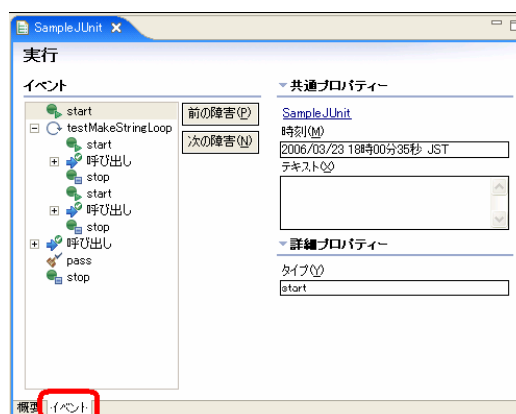 SampleJUnit
実行
イベント
start
testMakeStringLoop
start
呼び出し
stop
start
呼び出し
stop
呼び出し
pass
stop
前の障害(P)
次の障害(N)
共通プロパティー
SampleJUnit
時刻(M)
2006/03/23 18時00分35秒 JST
テキスト(X)
詳細プロパティー
タイプ(Y)
start
概要
イベント